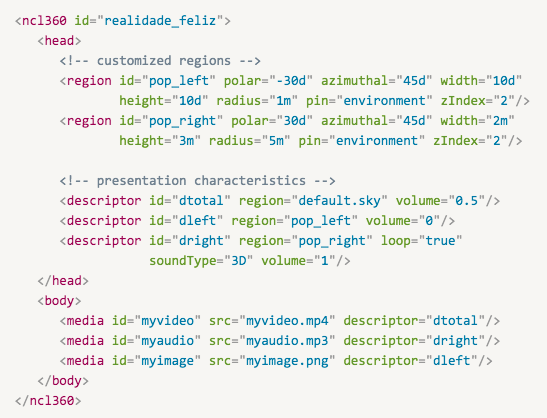 <ncl360 id="realidade_feliz">
<head>
<!-- customized regions -->
<region id="pop_left" polar="-30d" azimuthal="45d" width="10d"
height="10d" radius="1m" pin="environment" zIndex="2"/>
<region id="pop_right" polar="30d" azimuthal="45d" width="2m"
height="3m" radius="5m" pin="environment" zIndex="2"/>
<!-- presentation characteristics -->
<descriptor id="dtotal" region="default.sky" volume="0.5"/>
<descriptor id="dleft" region="pop_left" volume="0"/>
<descriptor id="dright" region="pop_right" loop="true"
soundType="3D" volume="1"/>
</head>
<body>
<media id="myvideo" src="myvideo.mp4" descriptor="dtotal"/>
<media id="myaudio" src="myaudio.mp3" descriptor="dright"/>
<media id="myimage" src="myimage.png" descriptor="dleft"/>
</body>
</ncl360>